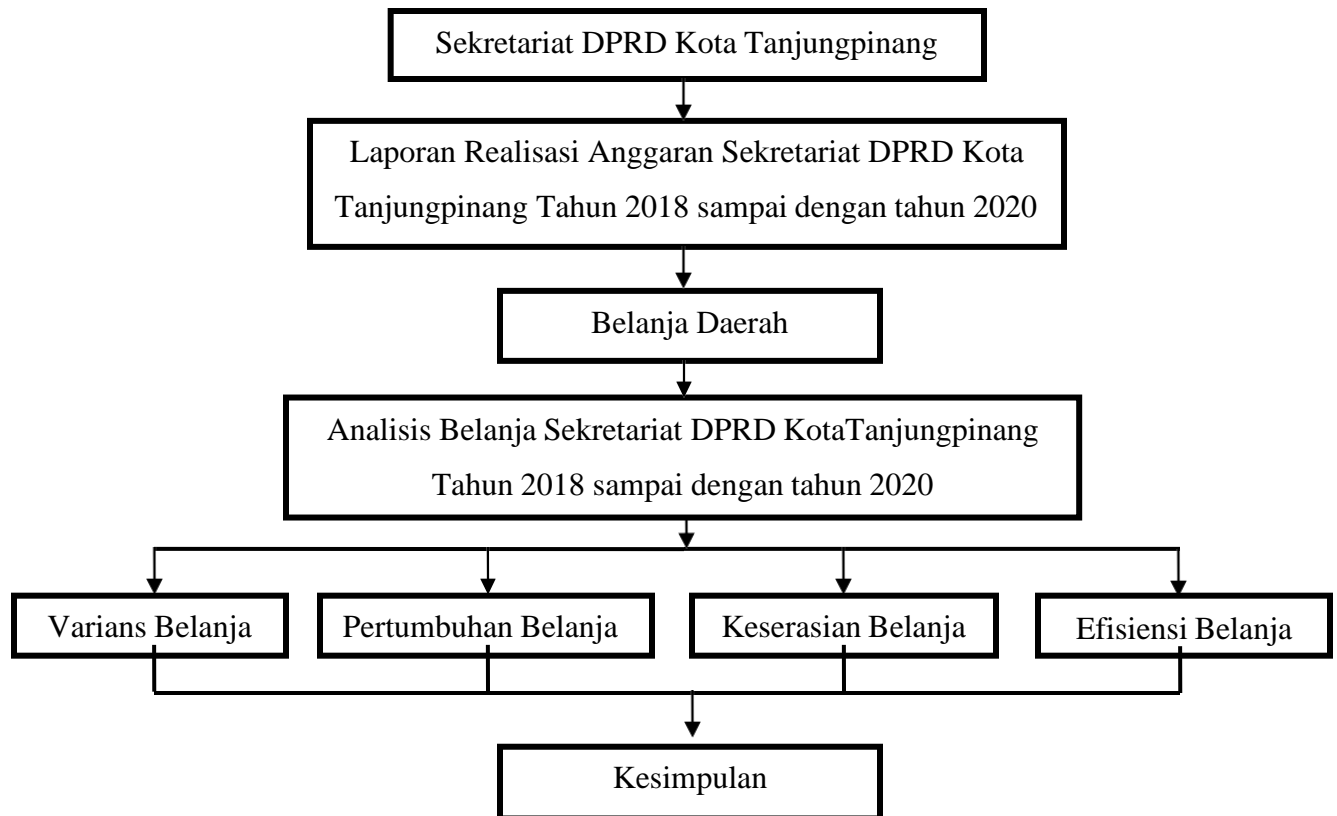 Sekretariat DPRD Kota Tanjungpinang
Laporan Realisasi Anggaran Sekretariat DPRD Kota
Tanjungpinang Tahun 2018 sampai dengan tahun 2020
Belanja Daerah
Analisis Belanja Sekretariat DPRD KotaTanjungpinang
Tahun 2018 sampai dengan tahun 2020
Varians Belanja
Pertumbuhan Belanja
Keserasian Belanja
Efisiensi Belanja
Kesimpulan